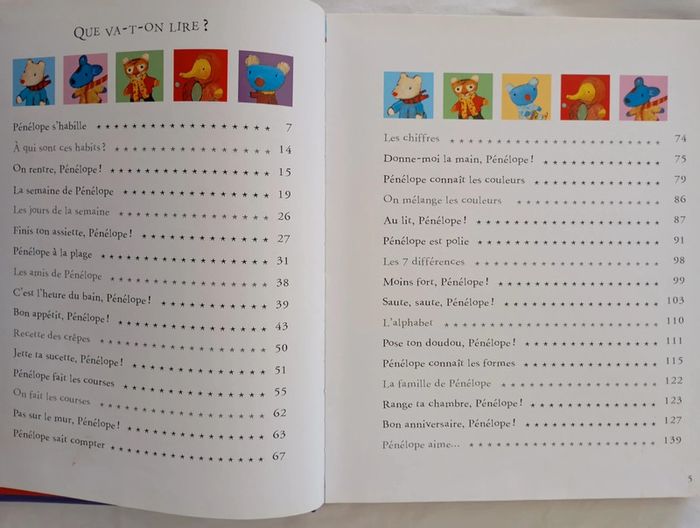 Que va-t-on lire ?
Pénélope s'habille ★★★★★★★★★★★★★★★★★★ 7
À qui sont ces habits ? ★★★★★★★★★★★★★★★★ 14
On rentre, Pénélope ! ★★★★★★★★★★★★★★★★ 15
La semaine de Pénélope ★★★★★★★★★★★★★★★ 19
Les jours de la semaine ★★★★★★★★★★★★★★★ 26
Finis ton assiette, Pénélope ! ★★★★★★★★★★★★★ 27
Pénélope à la plage ★★★★★★★★★★★★★★★★★ 31
Les amis de Pénélope ★★★★★★★★★★★★★★★★ 38
C'est l'heure du bain, Pénélope ! ★★★★★★★★★★★ 39
Bon appétit, Pénélope ! ★★★★★★★★★★★★★★★ 43
Recette des crêpes ★★★★★★★★★★★★★★★★★ 50
Jette ta sucette, Pénélope ! ★★★★★★★★★★★★★★ 51
Pénélope fait les courses ★★★★★★★★★★★★★★ 55
On fait les courses ★★★★★★★★★★★★★★★★★ 62
Pas sur le mur, Pénélope ! ★★★★★★★★★★★★★★ 63
Pénélope sait compter ★★★★★★★★★★★★★★★★ 67
Les chiffres ★★★★★★★★★★★★★★★★★★★★ 74
Donne-moi la main, Pénélope ! ★★★★★★★★★★★★ 75
Pénélope connaît les couleurs ★★★★★★★★★★★★★ 79
On mélange les couleurs ★★★★★★★★★★★★★★★ 86
Au lit, Pénélope ! ★★★★★★★★★★★★★★★★★★ 87
Pénélope est polie ★★★★★★★★★★★★★★★★★★ 91
Les 7 différences ★★★★★★★★★★★★★★★★★★ 98
Moins fort, Pénélope ! ★★★★★★★★★★★★★★★★ 99
Saute, saute, Pénélope ! ★★★★★★★★★★★★★★★ 103
L'alphabet ★★★★★★★★★★★★★★★★★★★★★ 110
Pose ton doudou, Pénélope ! ★★★★★★★★★★★★★ 111
Pénélope connaît les formes ★★★★★★★★★★★★★ 115
La famille de Pénélope ★★★★★★★★★★★★★★★★ 122
Range ta chambre, Pénélope ! ★★★★★★★★★★★★★ 123
Bon anniversaire, Pénélope ! ★★★★★★★★★★★★★ 127
Pénélope aime... ★★★★★★★★★★★★★★★★★★★ 139
5